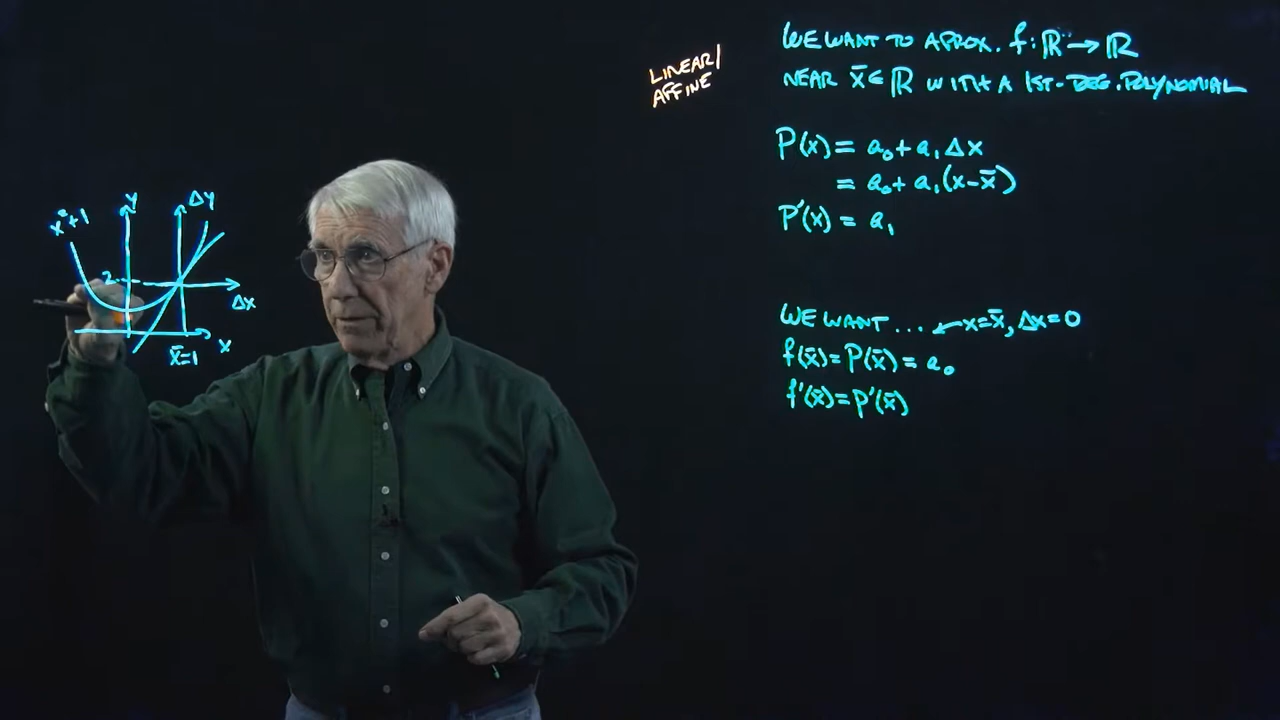 WE WANT TO APROX. f: ℝ → ℝ
NEAR x̄ ∈ ℝ WITH A 1ST-DEG. POLYNOMIAL
LINEAR/
AFFINE
P(x) = a₀ + a₁ Δx
= a₀ + a₁(x-x̄)
P'(x) = a₁
WE WANT... ← x=x̄, Δx=0
f(x̄)=P(x̄)=a₀
f'(x̄)=P'(x̄)
x²+1
y
Δy
2
Δx
x̄=1
x